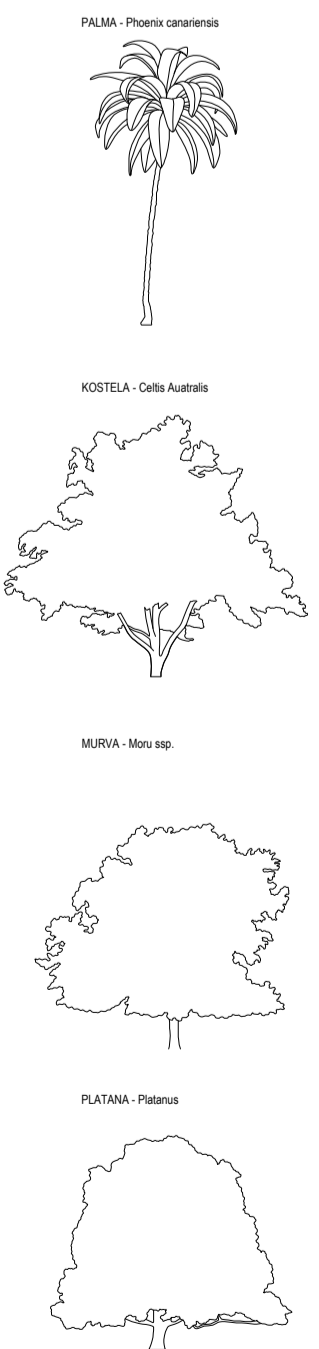 PALMA - Phoenix canariensis
KOSTELA - Celtis Auatralis
MURVA - Moru ssp.
PLATANA - Platanus